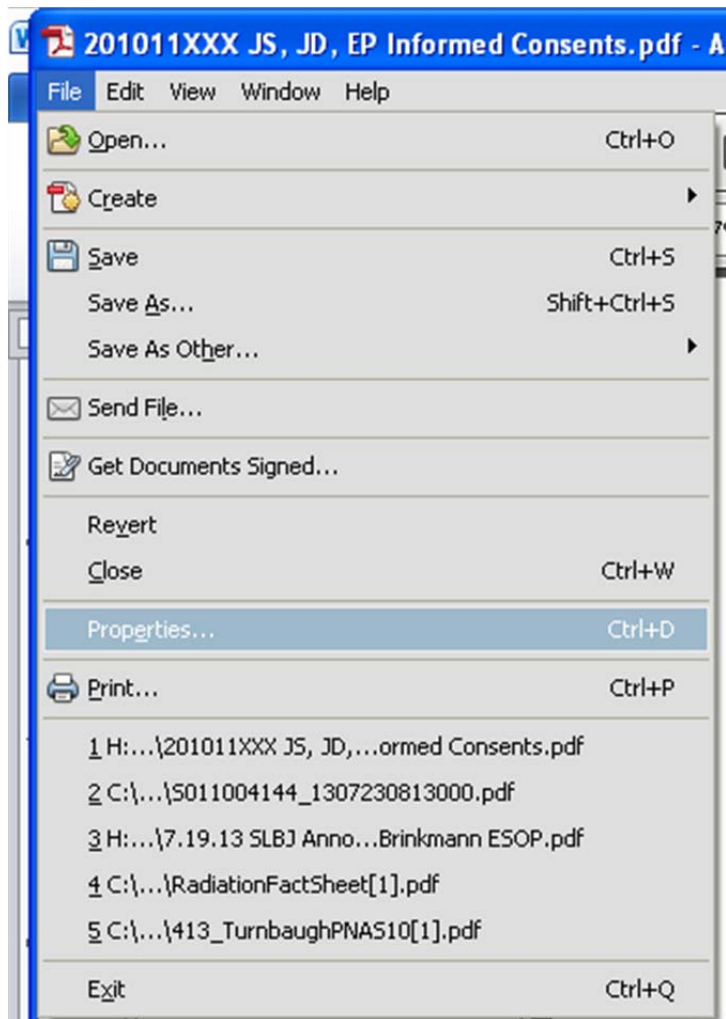 201011XXX JS, JD, EP Informed Consents.pdf - A
File Edit View Window Help
Open... Ctrl+O
Create
Save Ctrl+S
Save As... Shift+Ctrl+S
Save As Other...
Send File...
Get Documents Signed...
Revert
Close Ctrl+W
Properties... Ctrl+D
Print... Ctrl+P
1 H:...\201011XXX JS, JD,...ormed Consents.pdf
2 C:\...\S011004144_1307230813000.pdf
3 H:...\7.19.13 SLBJ Anno...Brinkmann ESOP.pdf
4 C:\...\RadiationFactSheet[1].pdf
5 C:\...\413_TurnbaughPNAS10[1].pdf
Exit Ctrl+Q